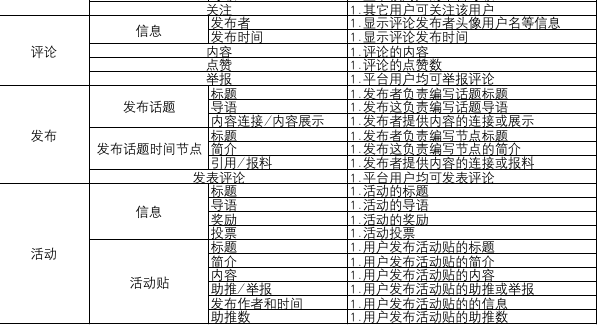 关注 1.其它用户可关注该用户
评论 信息 发布者 1.显示评论发布者头像用户名等信息
发布时间 1.显示评论发布时间
内容 1.评论的内容
点赞 1.评论的点赞数
举报 1.平台用户均可举报评论
发布 发布话题 标题 1.发布者负责编写话题标题
导语 1.发布这负责编写话题导语
内容连接/内容展示 1.发布者提供内容的连接或展示
发布话题时间节点 标题 1.发布者负责编写节点标题
简介 1.发布这负责编写节点的简介
引用/报料 1.发布者提供内容的连接或报料
发表评论 1.平台用户均可发表评论
活动 信息 标题 1.活动的标题
导语 1.活动的导语
奖励 1.活动的奖励
投票 1.活动投票
活动贴 标题 1.用户发布活动贴的标题
简介 1.用户发布活动贴的简介
内容 1.用户发布活动贴的内容
助推/举报 1.用户发布活动贴的助推或举报
发布作者和时间 1.用户发布活动贴的的信息
助推数 1.用户发布活动贴的助推数